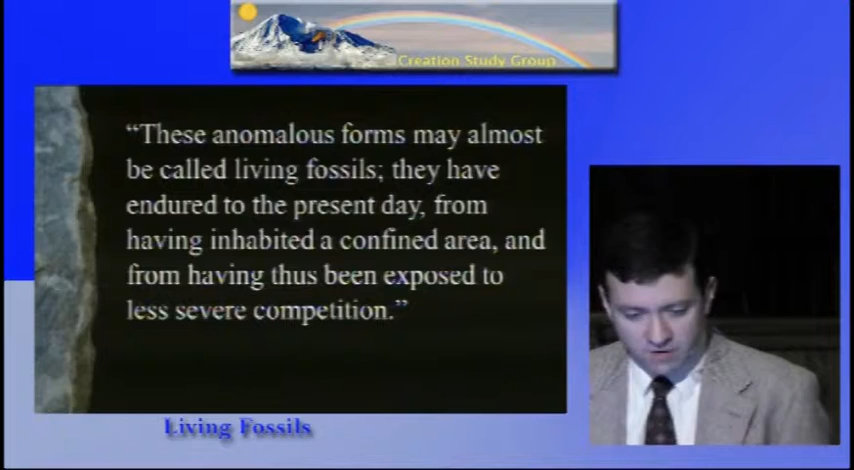 Creation Study Group
“These anomalous forms may almost
be called living fossils; they have
endured to the present day, from
having inhabited a confined area, and
from having thus been exposed to
less severe competition.”
Living Fossils